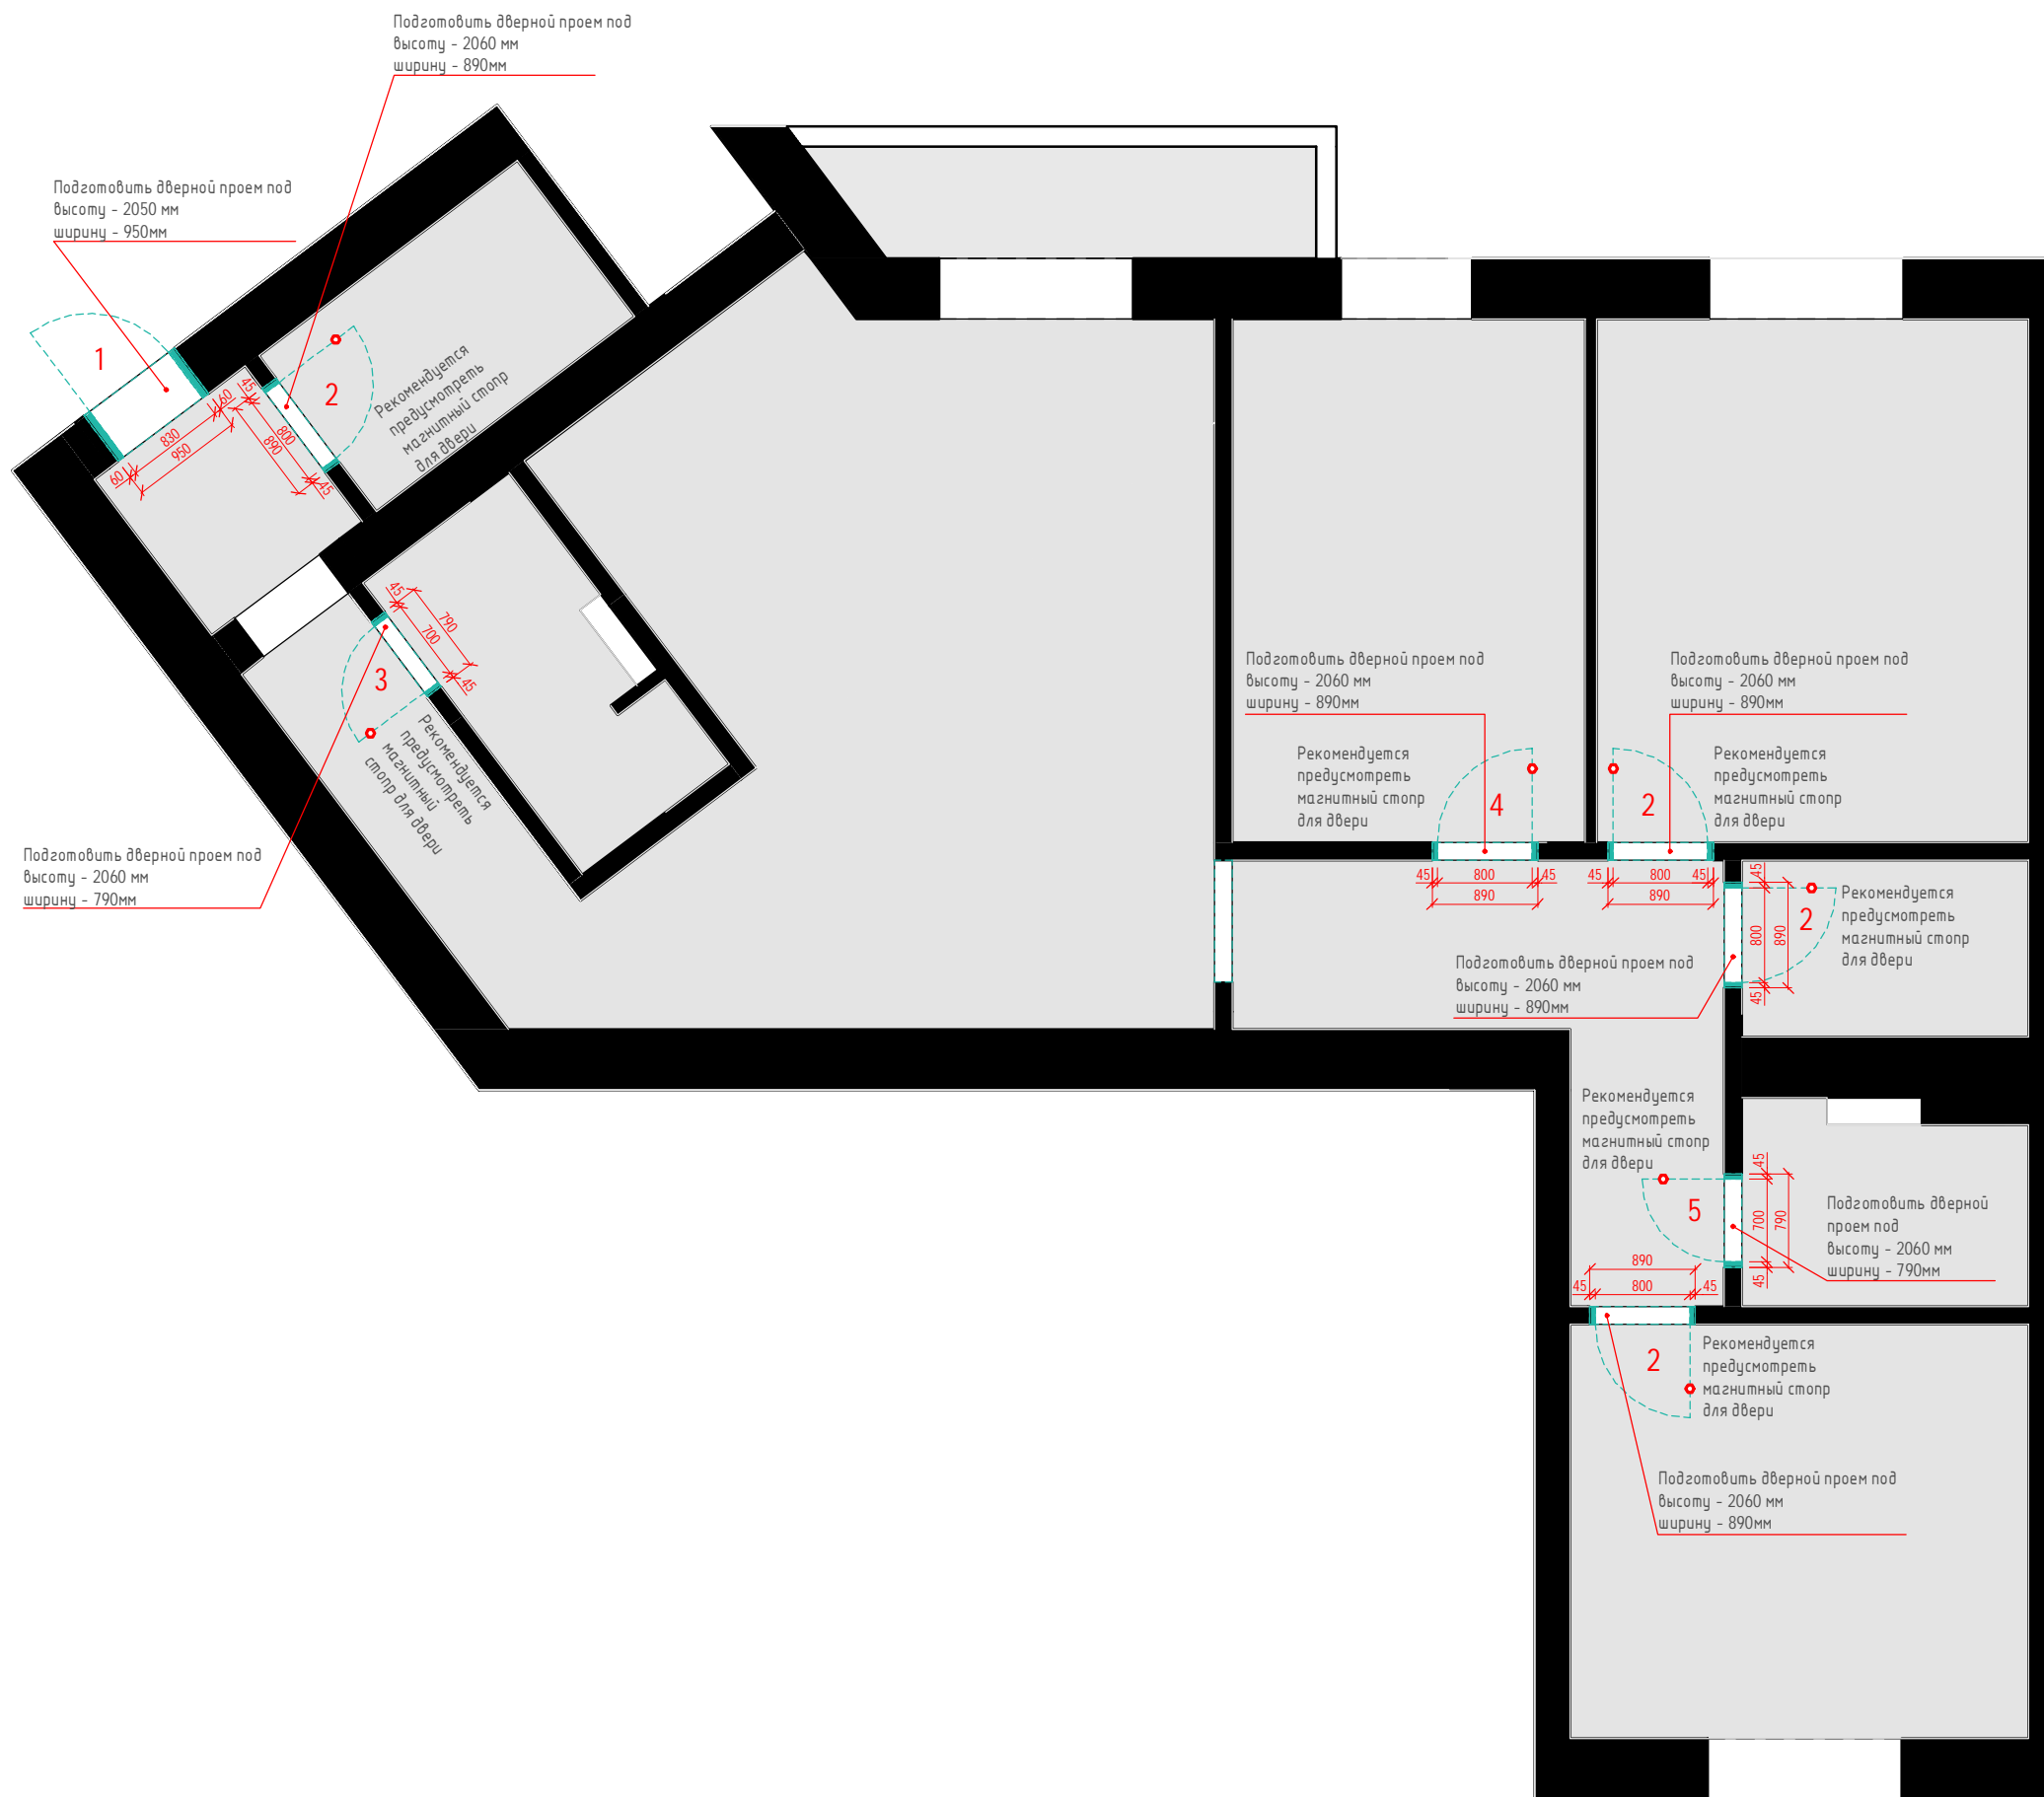 Подготовить дверной проем под
высоту - 2060 мм
ширину - 890мм
Подготовить дверной проем под
высоту - 2050 мм
ширину - 950мм
1
2
Рекомендуется
предусмотреть
магнитный стопр
для двери
60
830
950
60
45
800
890
45
45
790
700
45
3
Рекомендуется
предусмотреть
магнитный
стопр для двери
Подготовить дверной проем под
высоту - 2060 мм
ширину - 790мм
Подготовить дверной проем под
высоту - 2060 мм
ширину - 890мм
Рекомендуется
предусмотреть
магнитный стопр
для двери
4
45
800
45
890
Подготовить дверной проем под
высоту - 2060 мм
ширину - 890мм
Рекомендуется
предусмотреть
магнитный стопр
для двери
2
45
800
45
890
45
800
890
45
2
Рекомендуется
предусмотреть
магнитный стопр
для двери
Подготовить дверной проем под
высоту - 2060 мм
ширину - 890мм
Рекомендуется
предусмотреть
магнитный стопр
для двери
5
45
700
790
45
Подготовить дверной
проем под
высоту - 2060 мм
ширину - 790мм
890
45
800
45
2
Рекомендуется
предусмотреть
магнитный стопр
для двери
Подготовить дверной проем под
высоту - 2060 мм
ширину - 890мм